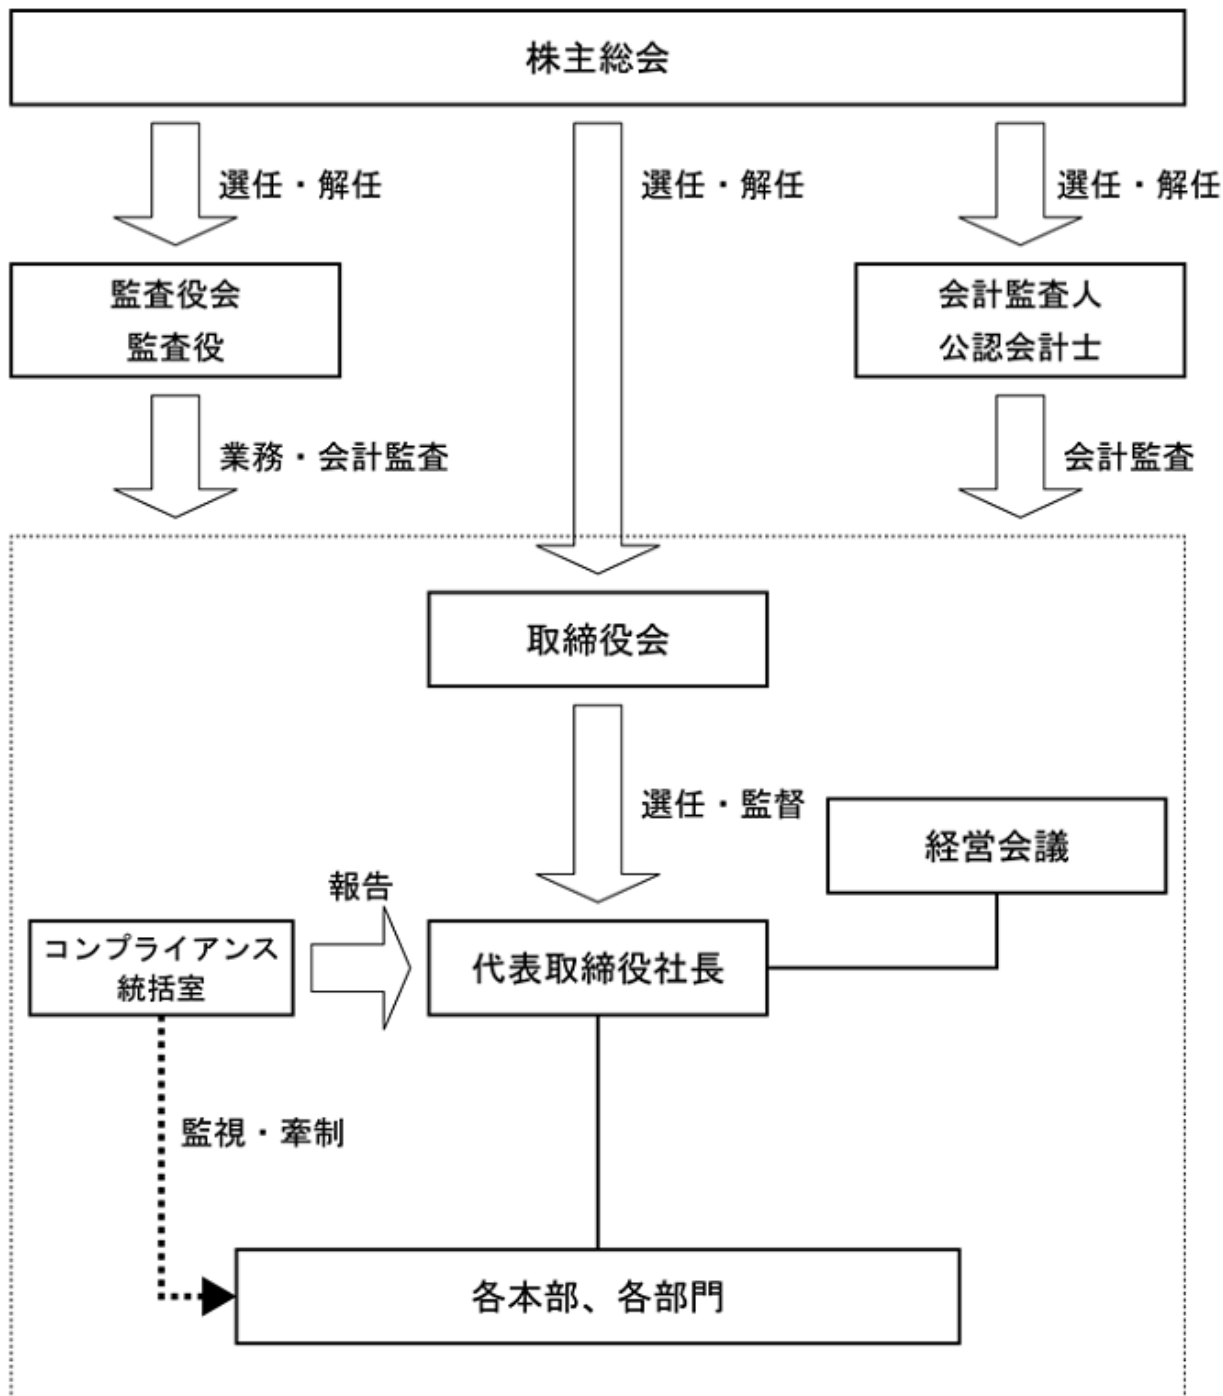 株主総会
選任・解任
選任・解任
選任・解任
監査役会
監査役
会計監査人
公認会計士
業務・会計監査
会計監査
取締役会
選任・監督
経営会議
報告
コンプライアンス
統括室
代表取締役社長
監視・牽制
各本部、各部門